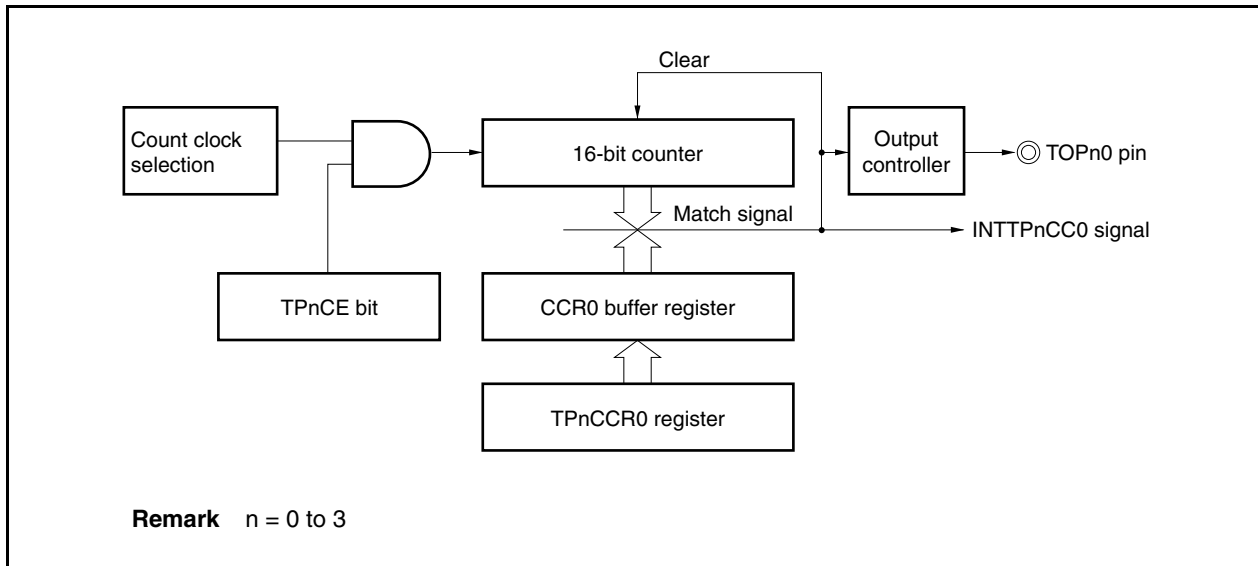 Clear
Count clock
selection
16-bit counter
Output
controller
TOPn0 pin
Match signal
INTTPnCC0 signal
TPnCE bit
CCR0 buffer register
TPnCCR0 register
Remark n = 0 to 3